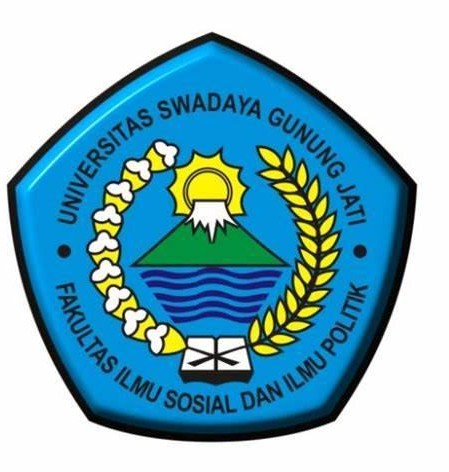 UNIVERSITAS SWADAYA GUNUNG JATI
FAKULTAS ILMU SOSIAL DAN ILMU POLITIK